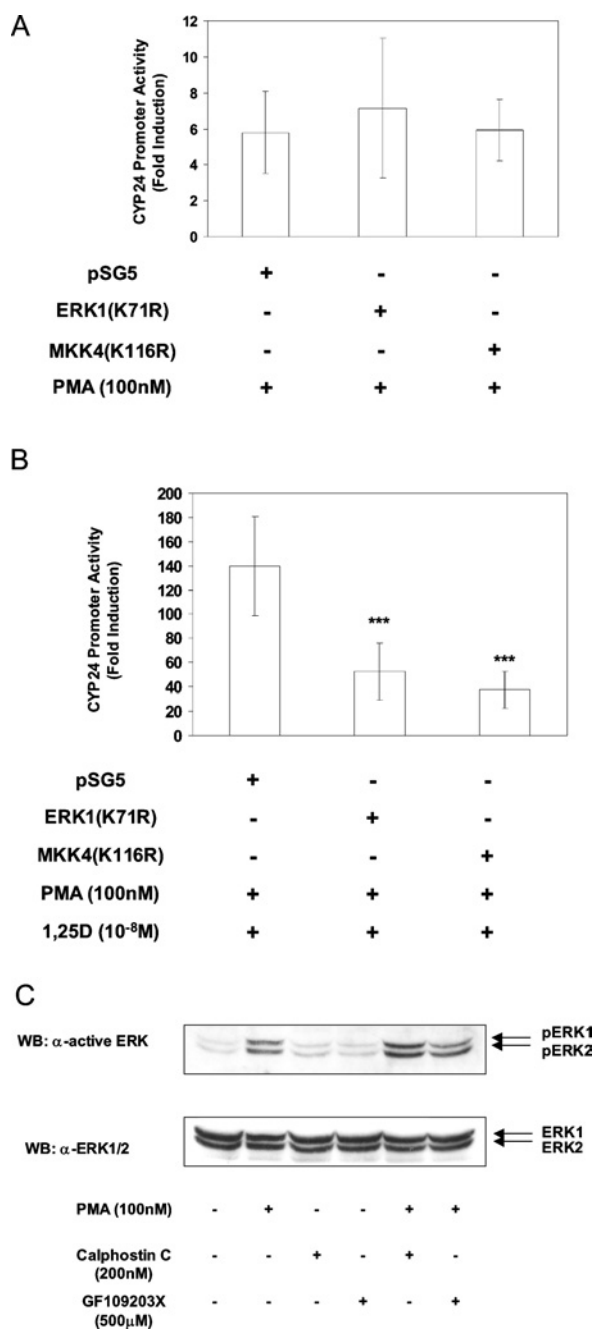 A
CYP24 Promoter Activity
(Fold Induction)
12
10
8
6
4
2
0
pSG5 + - -
ERK1(K71R) - + -
MKK4(K116R) - - +
PMA (100nM) + + +
B
CYP24 Promoter Activity
(Fold Induction)
200
180
160
140
120
100
80
60
40
20
0
***
***
pSG5 + - -
ERK1(K71R) - + -
MKK4(K116R) - - +
PMA (100nM) + + +
1,25D (10⁻⁸M) + + +
C
WB: α-active ERK
pERK1
pERK2
WB: α-ERK1/2
ERK1
ERK2
PMA (100nM) - + - - + +
Calphostin C - - + - + -
(200nM)
GF109203X - - - + - +
(500μM)